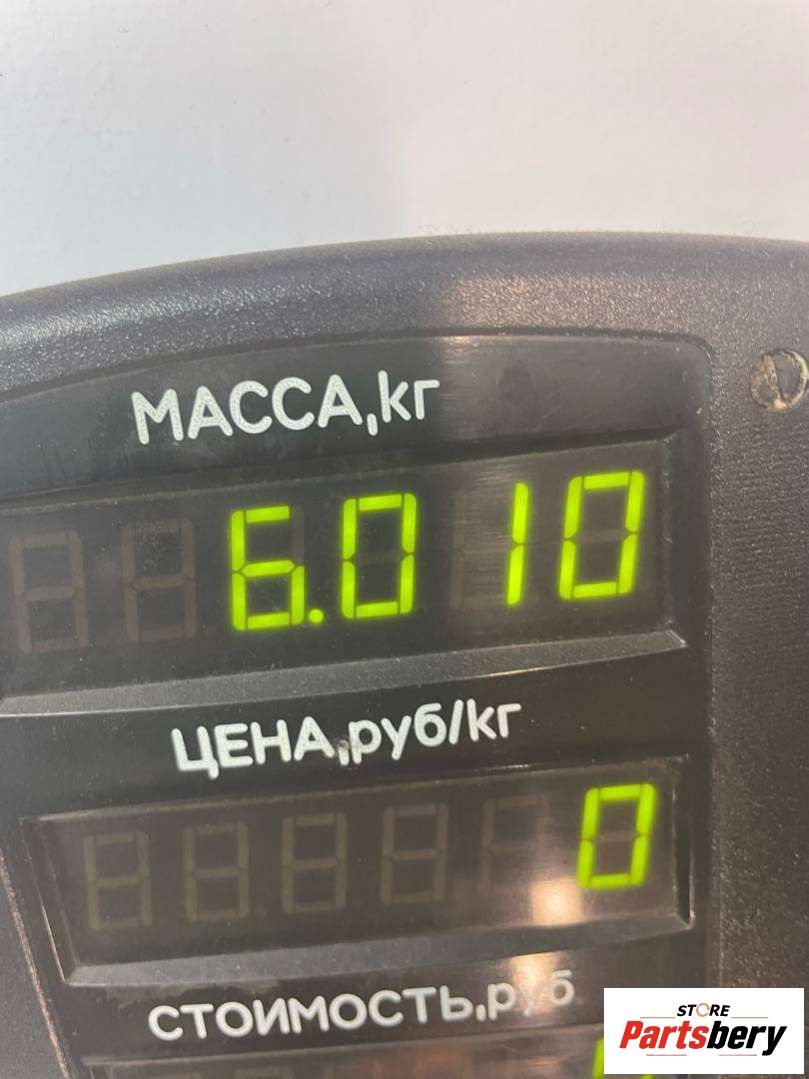 МАССА,кг
6.010
ЦЕНА,руб/кг
0
СТОИМОСТЬ,руб
STORE
Partsbery